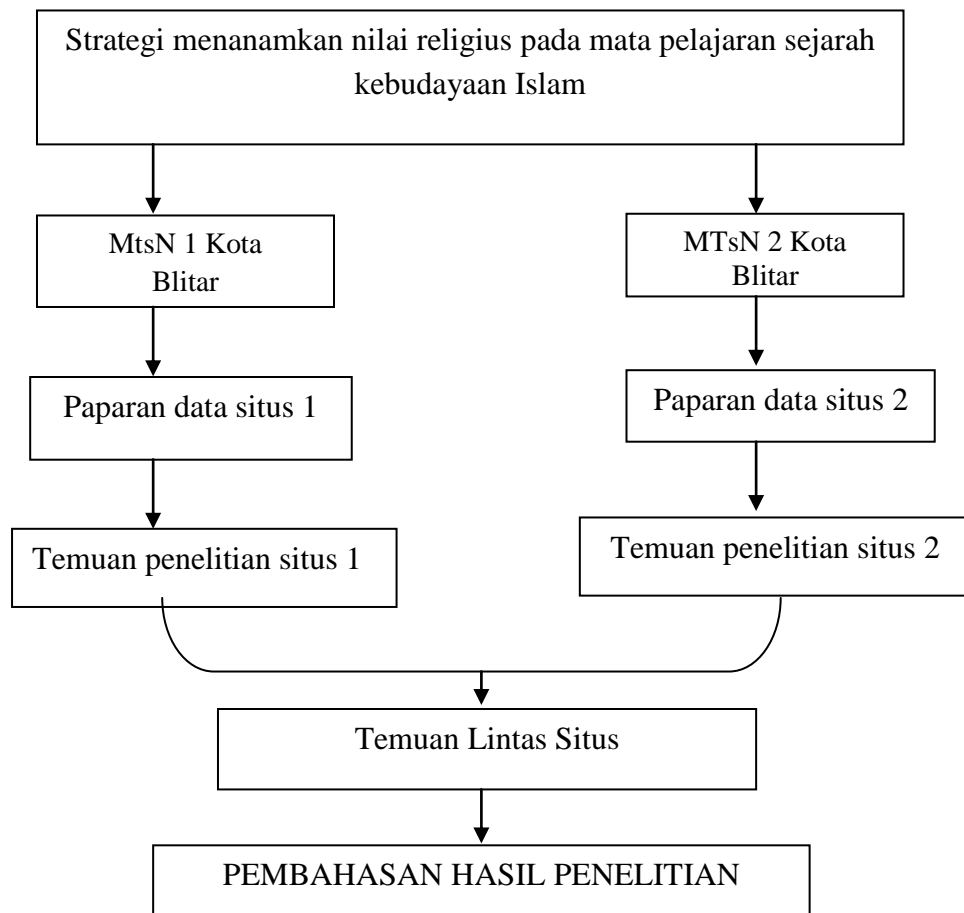 Strategi menanamkan nilai religius pada mata pelajaran sejarah
kebudayaan Islam
MtsN 1 Kota
Blitar
MTsN 2 Kota
Blitar
Paparan data situs 1
Paparan data situs 2
Temuan penelitian situs 1
Temuan penelitian situs 2
Temuan Lintas Situs
PEMBAHASAN HASIL PENELITIAN